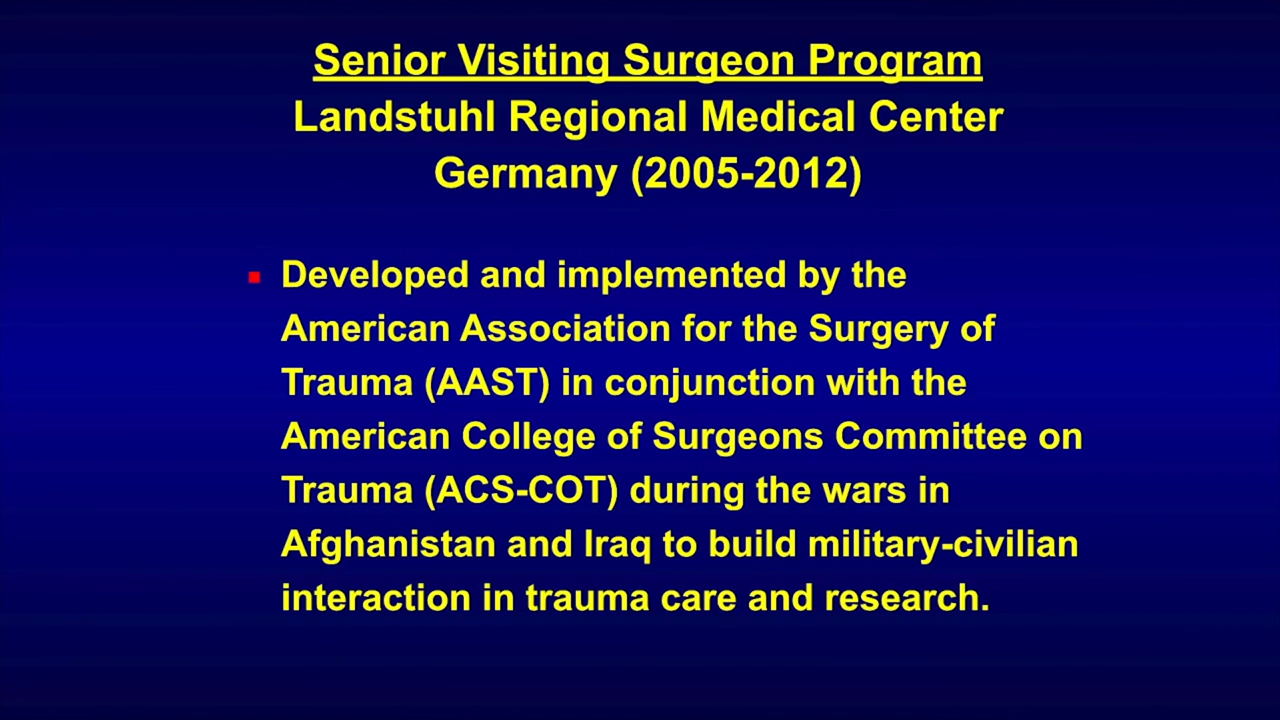 Senior Visiting Surgeon Program
Landstuhl Regional Medical Center
Germany (2005-2012)
Developed and implemented by the
American Association for the Surgery of
Trauma (AAST) in conjunction with the
American College of Surgeons Committee on
Trauma (ACS-COT) during the wars in
Afghanistan and Iraq to build military-civilian
interaction in trauma care and research.